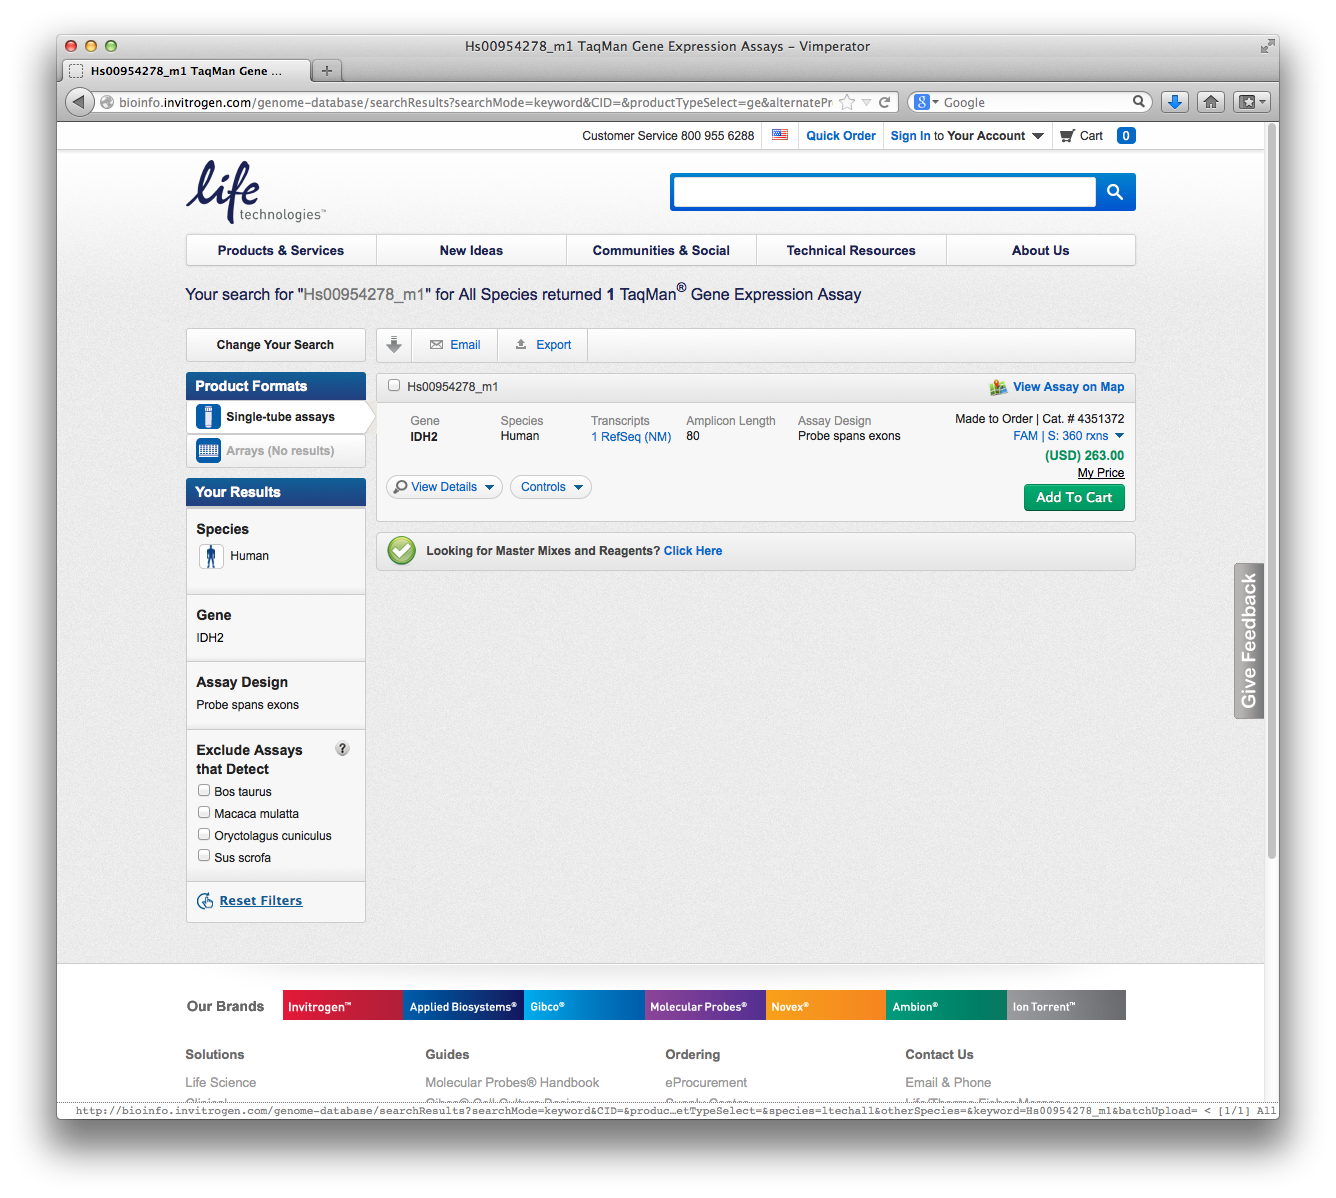 Hs00954278_m1 TaqMan Gene Expression Assays – Vimperator
Hs00954278_m1 TaqMan Gene ...
bioinfo.invitrogen.com/genome-database/searchResults?searchMode=keyword&CID=&productTypeSelect=ge&alternatePr
Google
Customer Service 800 955 6288
Quick Order
Sign In to Your Account
Cart
0
life
technologies™
Products & Services
New Ideas
Communities & Social
Technical Resources
About Us
Your search for "Hs00954278_m1" for All Species returned 1 TaqMan® Gene Expression Assay
Change Your Search
Email
Export
Product Formats
Single-tube assays
Arrays (No results)
Hs00954278_m1
View Assay on Map
Gene
IDH2
Species
Human
Transcripts
1 RefSeq (NM)
Amplicon Length
80
Assay Design
Probe spans exons
Made to Order | Cat. # 4351372
FAM | S: 360 rxns
(USD) 263.00
My Price
Add To Cart
View Details
Controls
Looking for Master Mixes and Reagents? Click Here
Your Results
Species
Human
Gene
IDH2
Assay Design
Probe spans exons
Exclude Assays
that Detect
?
Bos taurus
Macaca mulatta
Oryctolagus cuniculus
Sus scrofa
Reset Filters
Give Feedback
Our Brands
Invitrogen™
Applied Biosystems®
Gibco®
Molecular Probes®
Novex®
Ambion®
Ion Torrent™
Solutions
Guides
Ordering
Contact Us
Life Science
Molecular Probes® Handbook
eProcurement
Email & Phone
http://bioinfo.invitrogen.com/genome-database/searchResults?searchMode=keyword&CID=&produc…etTypeSelect=&species=ltechall&otherSpecies=&keyword=Hs00954278_m1&batchUpload= < [1/1] All